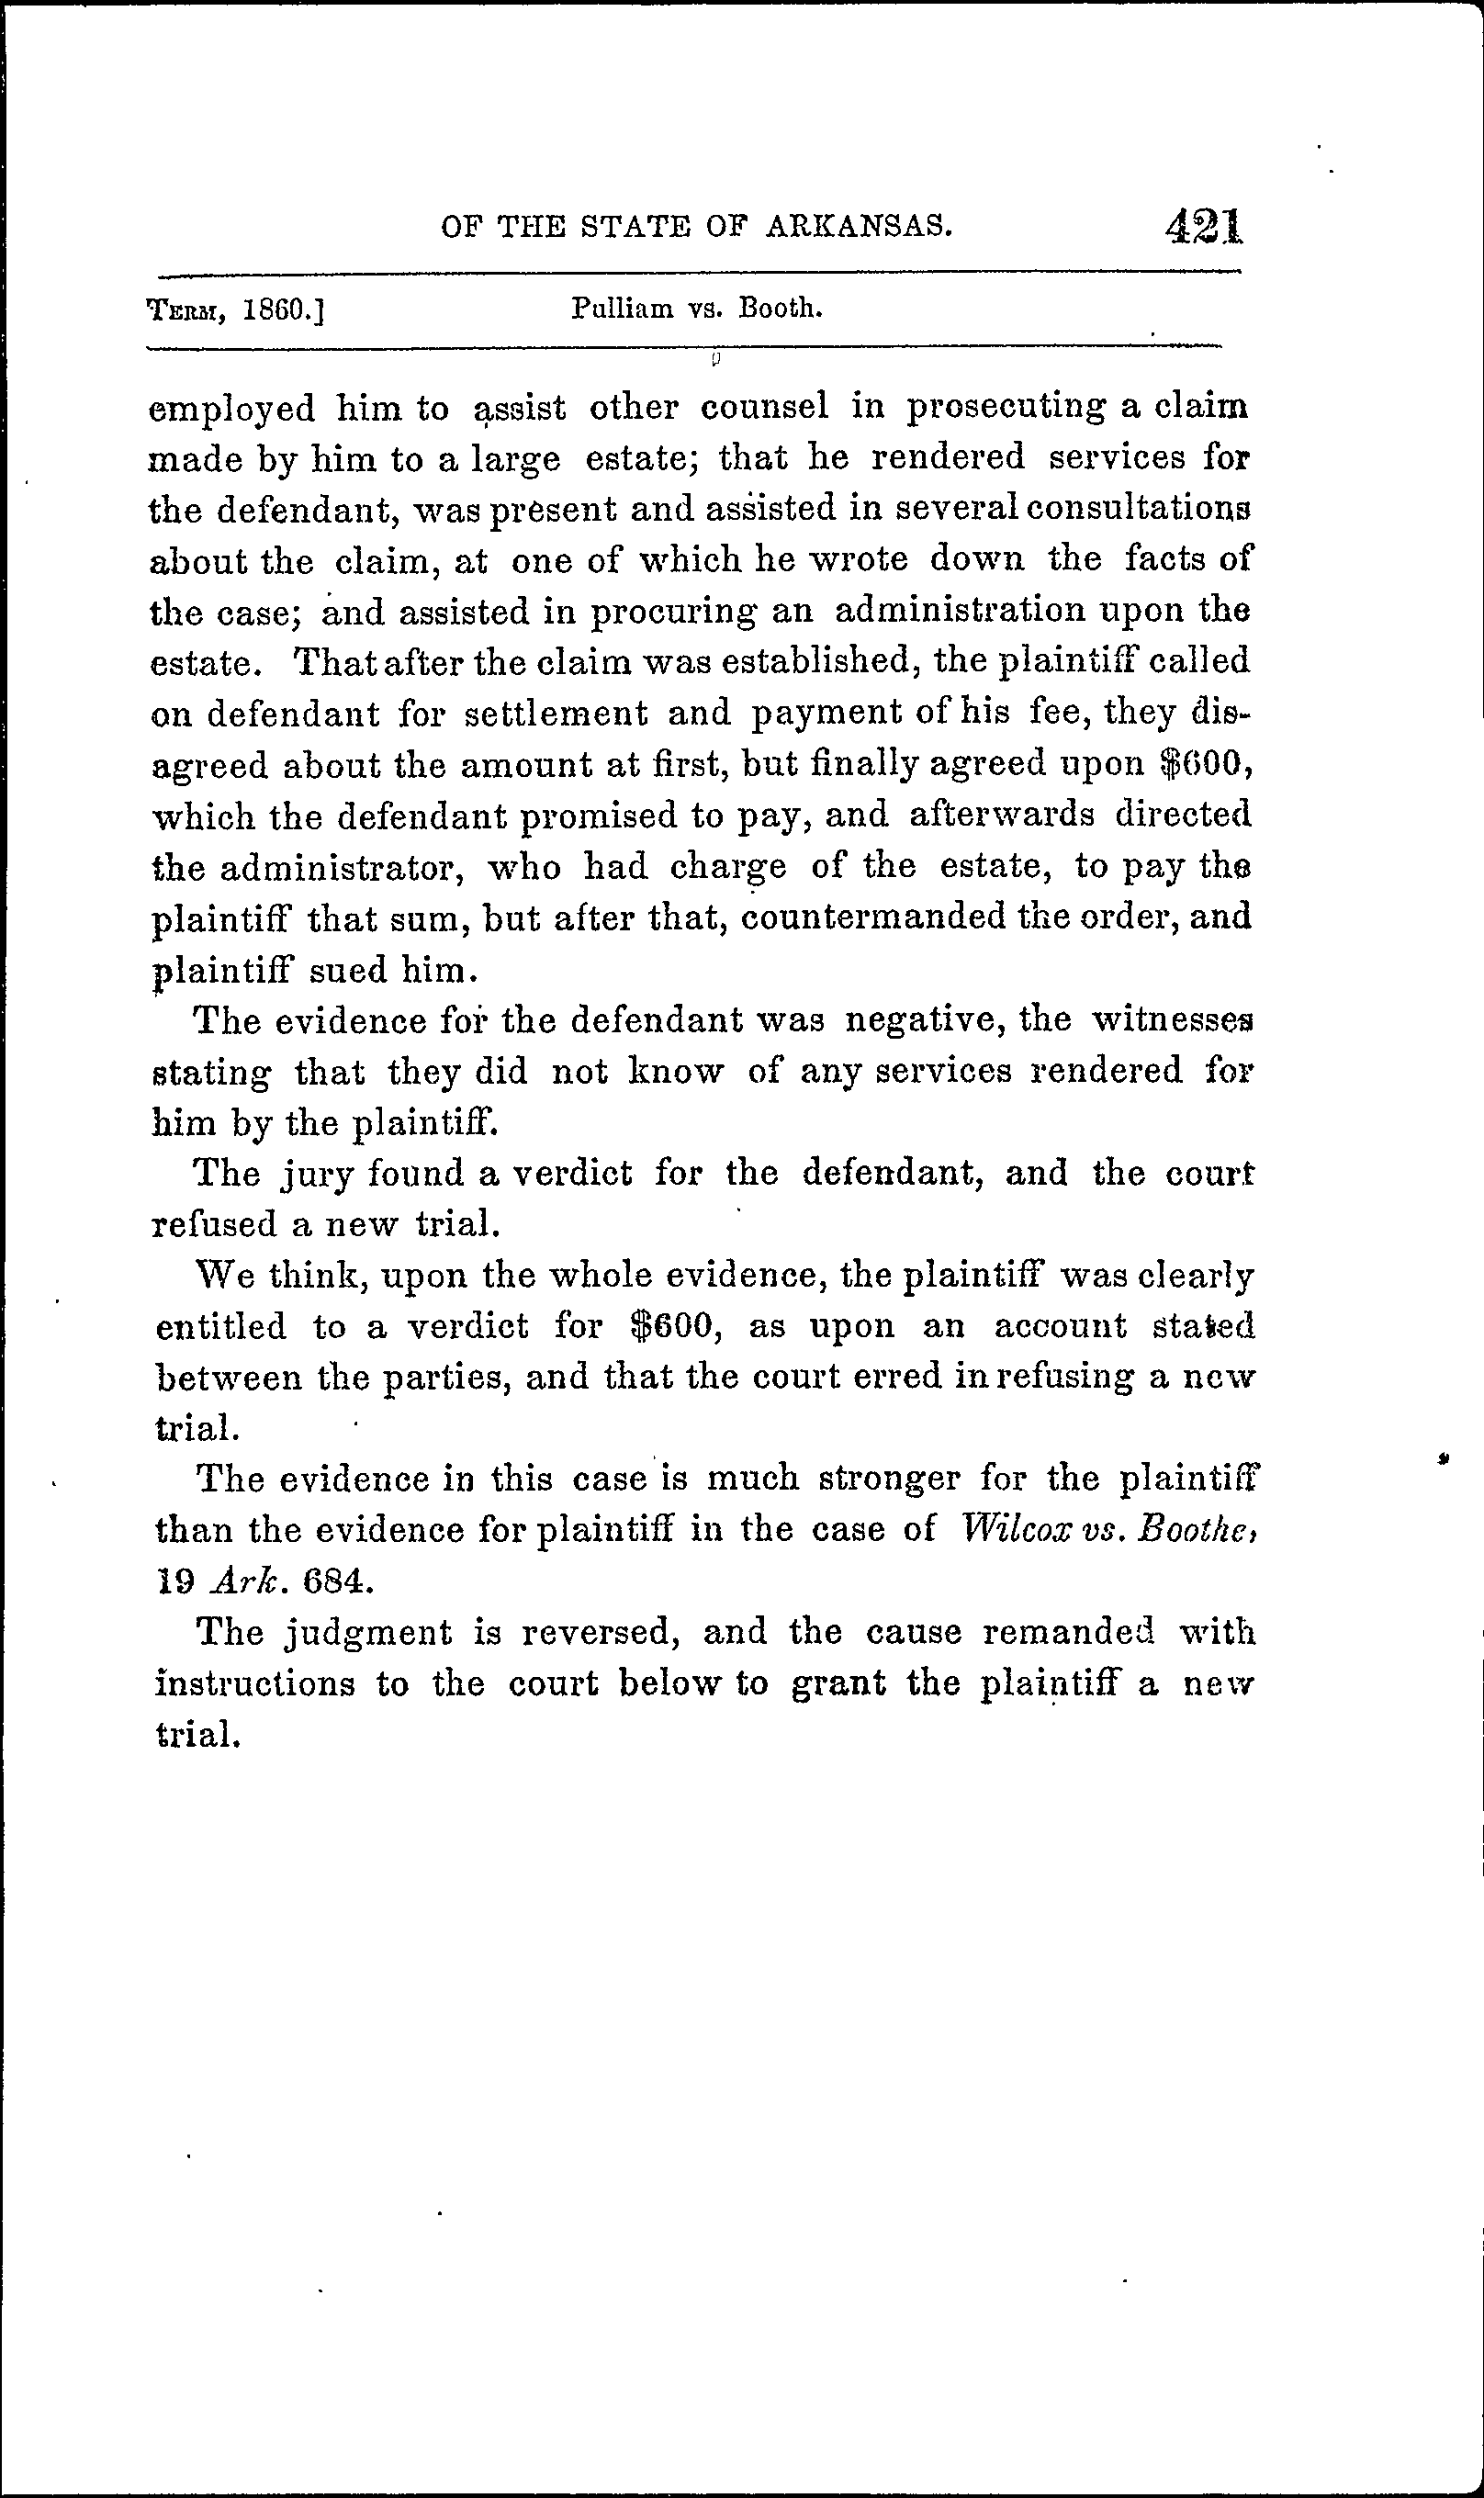 OF THE STATE OF ARKANSAS. 421
TERM, 1860.] Pulliam vs. Booth.
employed him to assist other counsel in prosecuting a claim
made by him to a large estate; that he rendered services for
the defendant, was present and assisted in several consultations
about the claim, at one of which he wrote down the facts of
the case; and assisted in procuring an administration upon the
estate. That after the claim was established, the plaintiff called
on defendant for settlement and payment of his fee, they dis-
agreed about the amount at first, but finally agreed upon $600,
which the defendant promised to pay, and afterwards directed
the administrator, who had charge of the estate, to pay the
plaintiff that sum, but after that, countermanded the order, and
plaintiff sued him.
The evidence for the defendant was negative, the witnesses
stating that they did not know of any services rendered for
him by the plaintiff.
The jury found a verdict for the defendant, and the court
refused a new trial.
We think, upon the whole evidence, the plaintiff was clearly
entitled to a verdict for $600, as upon an account stated
between the parties, and that the court erred in refusing a new
trial.
The evidence in this case is much stronger for the plaintiff
than the evidence for plaintiff in the case of Wilcox vs. Boothe,
19 Ark. 684.
The judgment is reversed, and the cause remanded with
instructions to the court below to grant the plaintiff a new
trial.